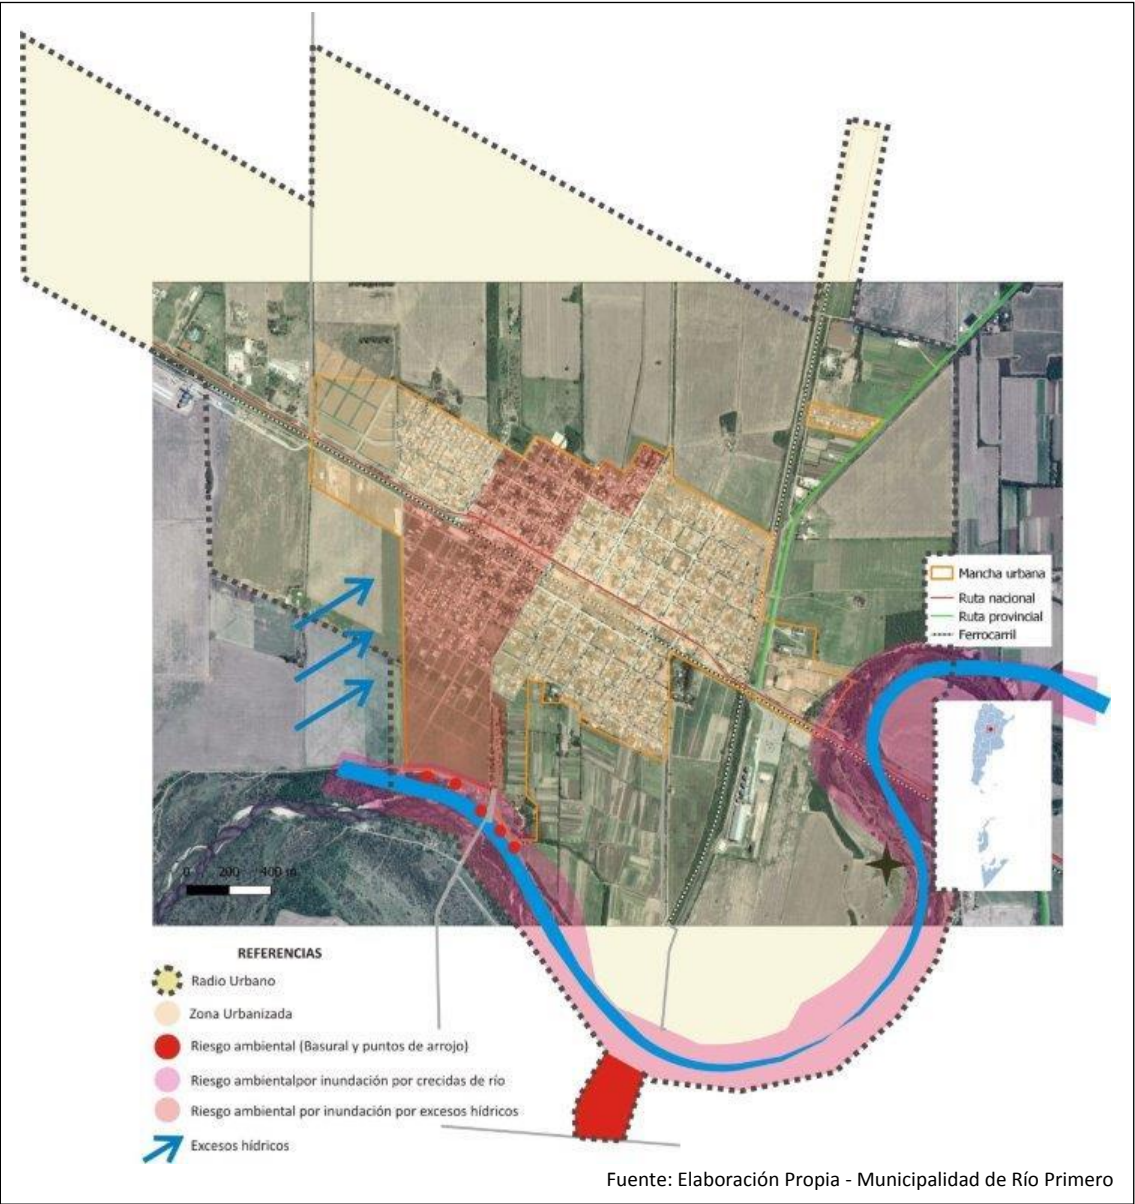 Mancha urbana
Ruta nacional
Ruta provincial
Ferrocarril
0 200 400 m
REFERENCIAS
Radio Urbano
Zona Urbanizada
Riesgo ambiental (Basural y puntos de arrojo)
Riesgo ambientalpor inundación por crecidas de río
Riesgo ambiental por inundación por excesos hídricos
Excesos hídricos
Fuente: Elaboración Propia - Municipalidad de Río Primero